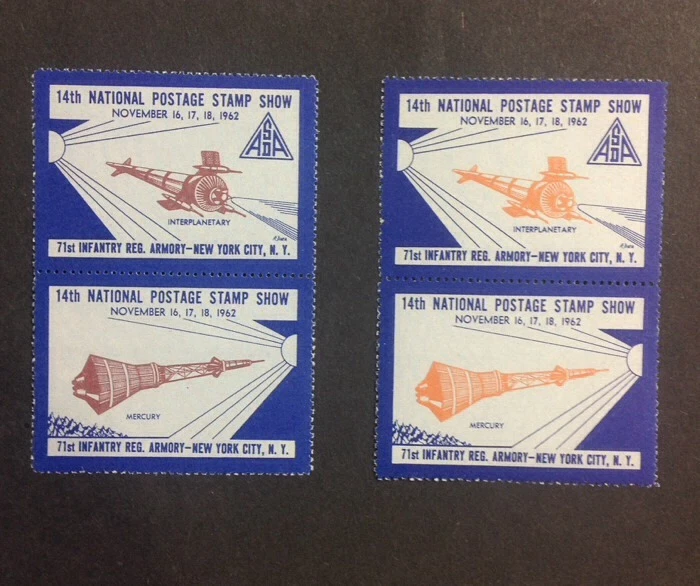 14th NATIONAL POSTAGE STAMP SHOW
NOVEMBER 16, 17, 18, 1962
ASDA
INTERPLANETARY
71st INFANTRY REG. ARMORY-NEW YORK CITY, N. Y.
14th NATIONAL POSTAGE STAMP SHOW
NOVEMBER 16, 17, 18, 1962
MERCURY
71st INFANTRY REG. ARMORY-NEW YORK CITY, N. Y.
14th NATIONAL POSTAGE STAMP SHOW
NOVEMBER 16, 17, 18, 1962
ASDA
INTERPLANETARY
71st INFANTRY REG. ARMORY-NEW YORK CITY, N. Y.
14th NATIONAL POSTAGE STAMP SHOW
NOVEMBER 16, 17, 18, 1962
MERCURY
71st INFANTRY REG. ARMORY-NEW YORK CITY, N. Y.